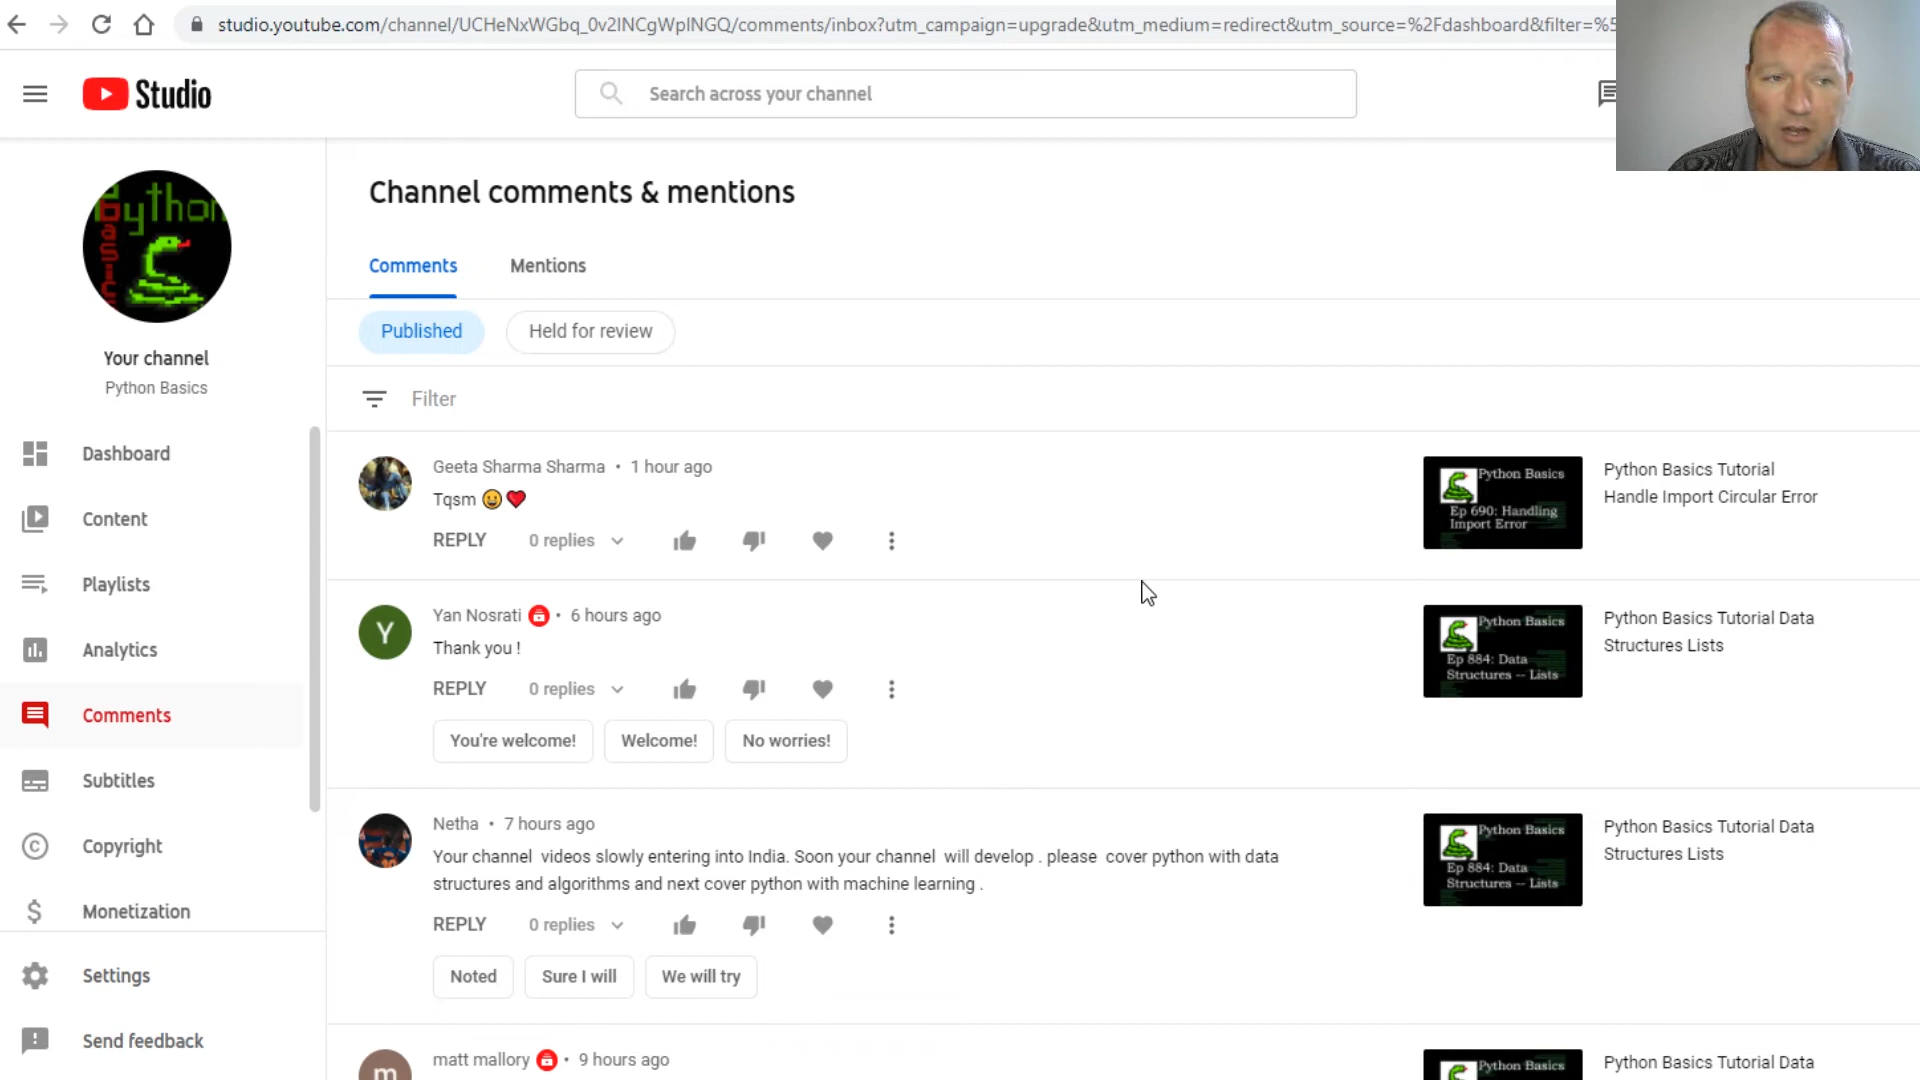 studio.youtube.com/channel/UCHeNxWGbq_0v2INCgWpINGQ/comments/inbox?utm_campaign=upgrade&utm_medium=redirect&utm_source=%2Fdashboard&filter=%5
Studio
Search across your channel
Python
Basics
Your channel
Python Basics
Dashboard
Content
Playlists
Analytics
Comments
Subtitles
Copyright
Monetization
Settings
Send feedback
Channel comments & mentions
Comments
Mentions
Published
Held for review
Filter
Geeta Sharma Sharma • 1 hour ago
Tqsm 😀❤️
REPLY 0 replies
Python Basics
Ep 690: Handling
Import Error
Python Basics Tutorial
Handle Import Circular Error
Yan Nosrati • 6 hours ago
Y
Thank you !
REPLY 0 replies
You're welcome!
Welcome!
No worries!
Python Basics
Ep 884: Data
Structures -- Lists
Python Basics Tutorial Data
Structures Lists
Netha • 7 hours ago
Your channel videos slowly entering into India. Soon your channel will develop . please cover python with data
structures and algorithms and next cover python with machine learning .
REPLY 0 replies
Noted
Sure I will
We will try
Python Basics
Ep 884: Data
Structures -- Lists
Python Basics Tutorial Data
Structures Lists
m
matt mallory • 9 hours ago
Python Basics
Python Basics Tutorial Data